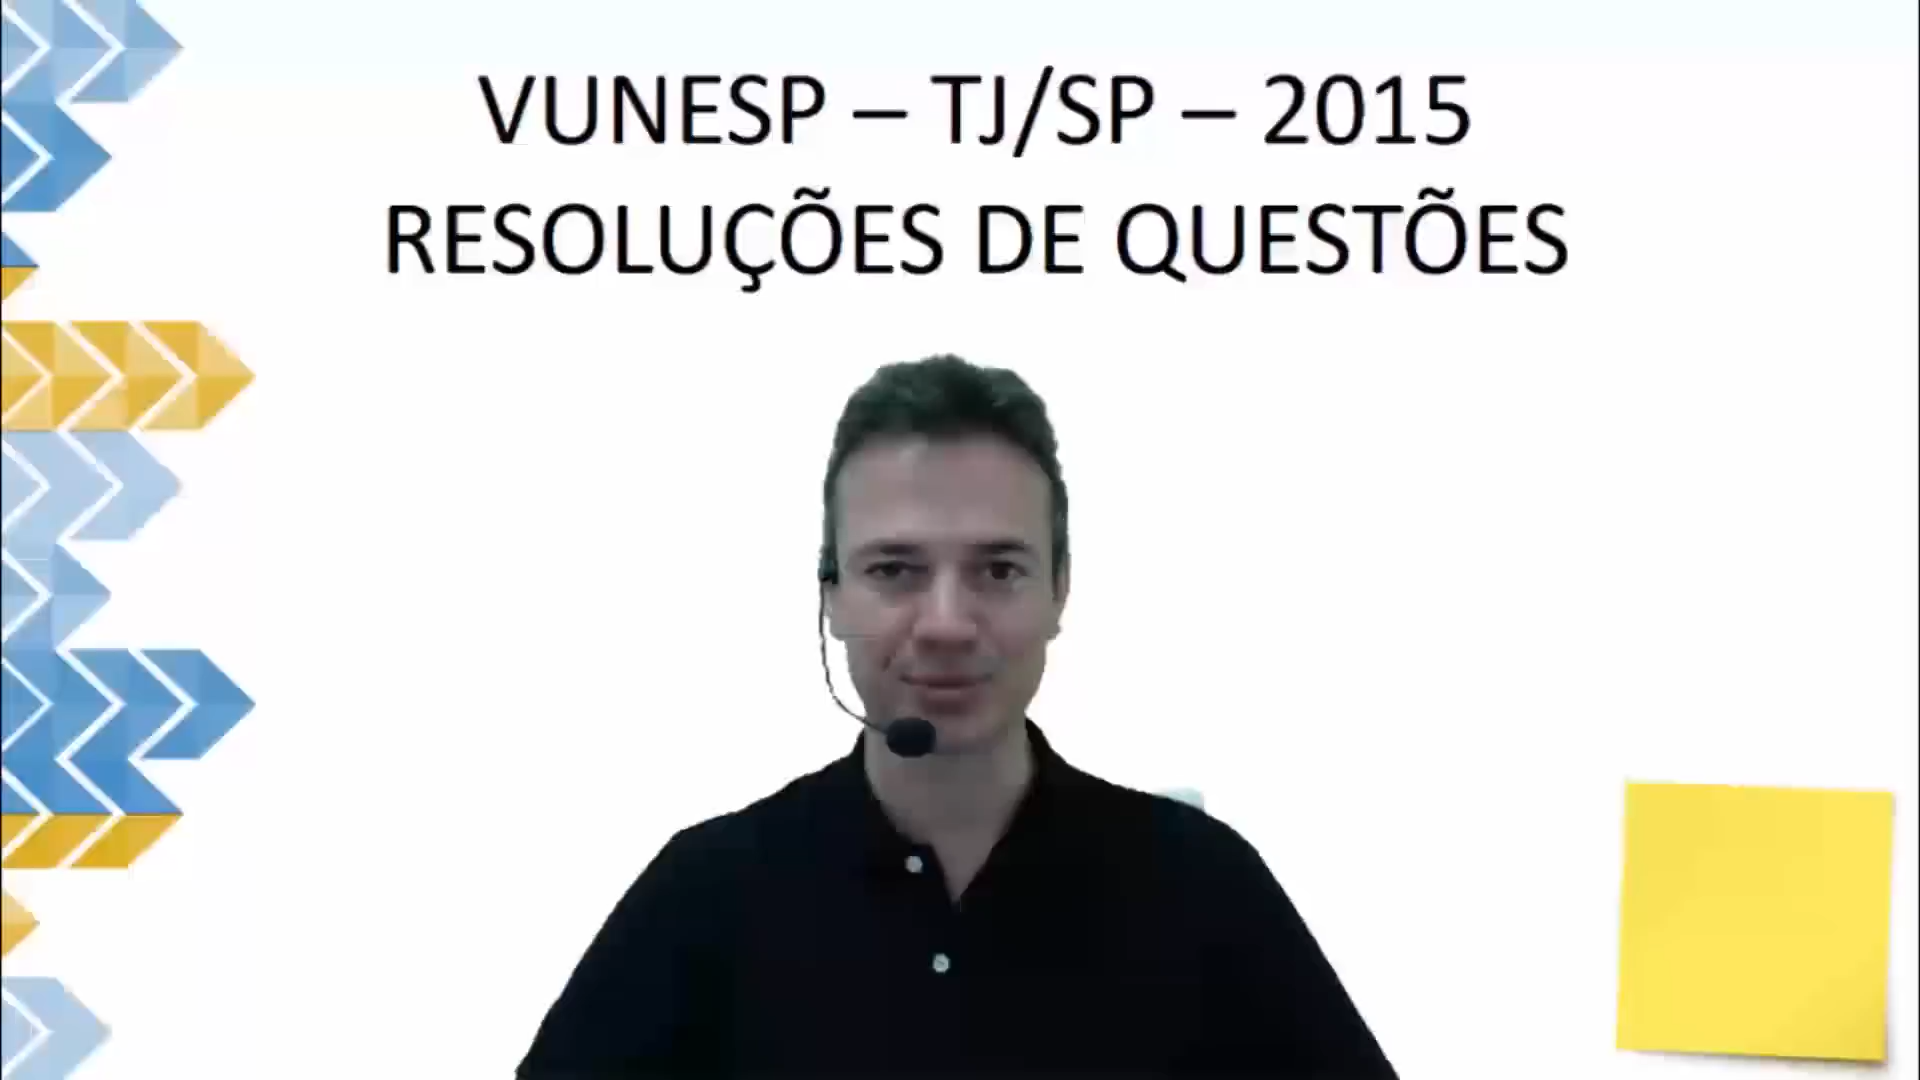 VUNESP – TJ/SP – 2015
RESOLUÇÕES DE QUESTÕES